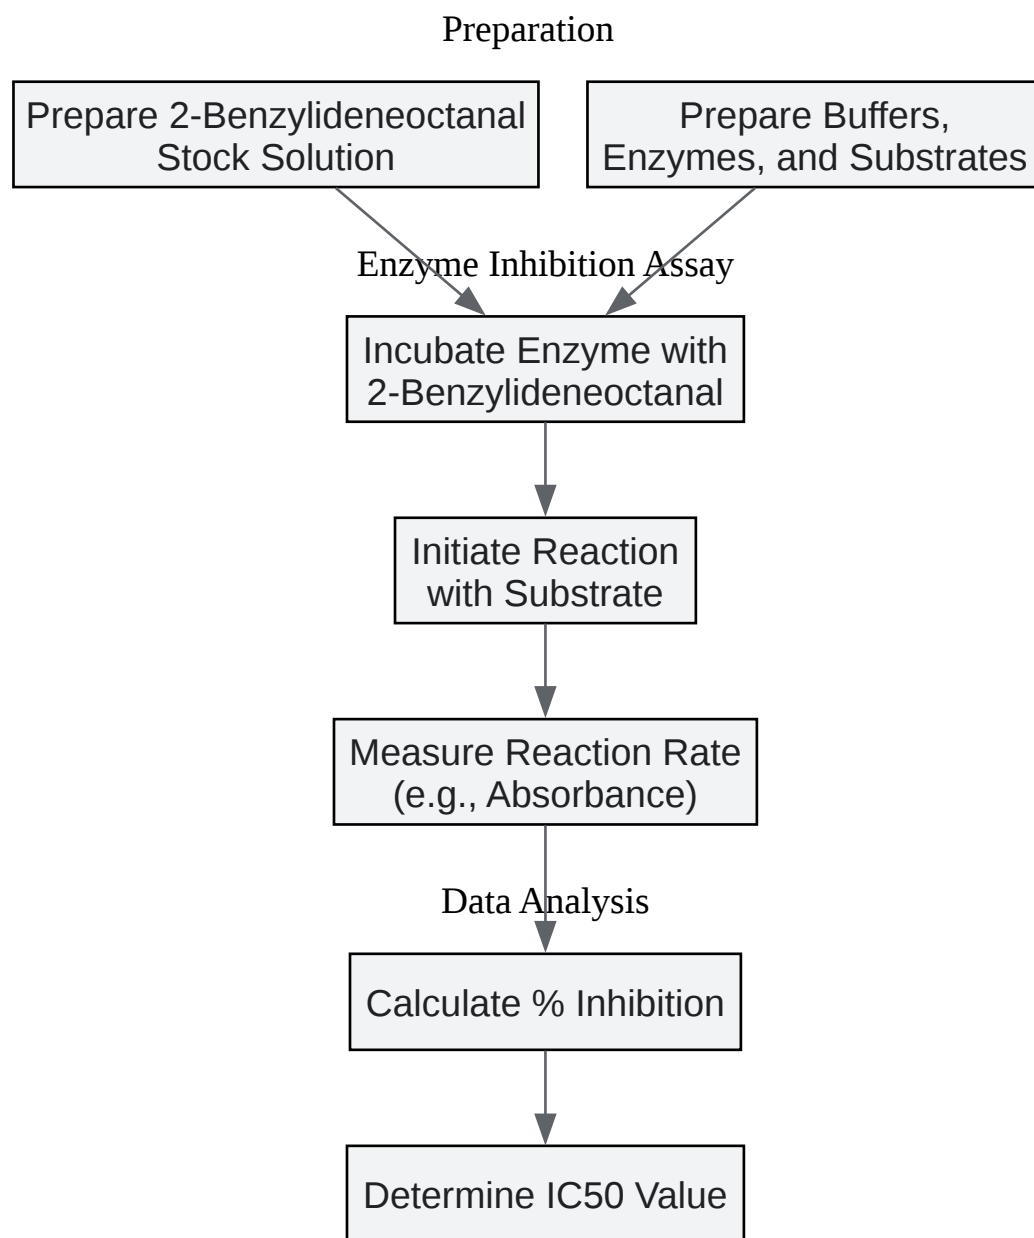 Preparation
Prepare 2-Benzylideneoctanal
Stock Solution
Prepare Buffers,
Enzymes, and Substrates
Enzyme Inhibition Assay
Incubate Enzyme with
2-Benzylideneoctanal
Initiate Reaction
with Substrate
Measure Reaction Rate
(e.g., Absorbance)
Data Analysis
Calculate % Inhibition
Determine IC50 Value